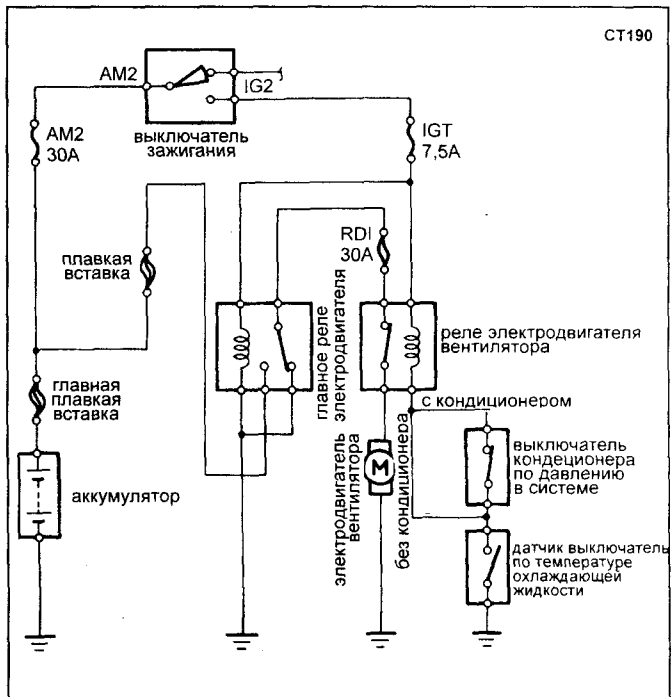 CT190
AM2
IG2
выключатель
зажигания
AM2
30A
IGT
7,5A
плавкая
вставка
RDI
30A
главное реле
электродвигателя
реле электродвигателя
вентилятора
главная
плавкая
вставка
с кондиционером
аккумулятор
электродвигатель
вентилятора
M
без кондиционера
выключатель
кондеционера
по давлению
в системе
датчик выключатель
по температуре
охлаждающей
жидкости